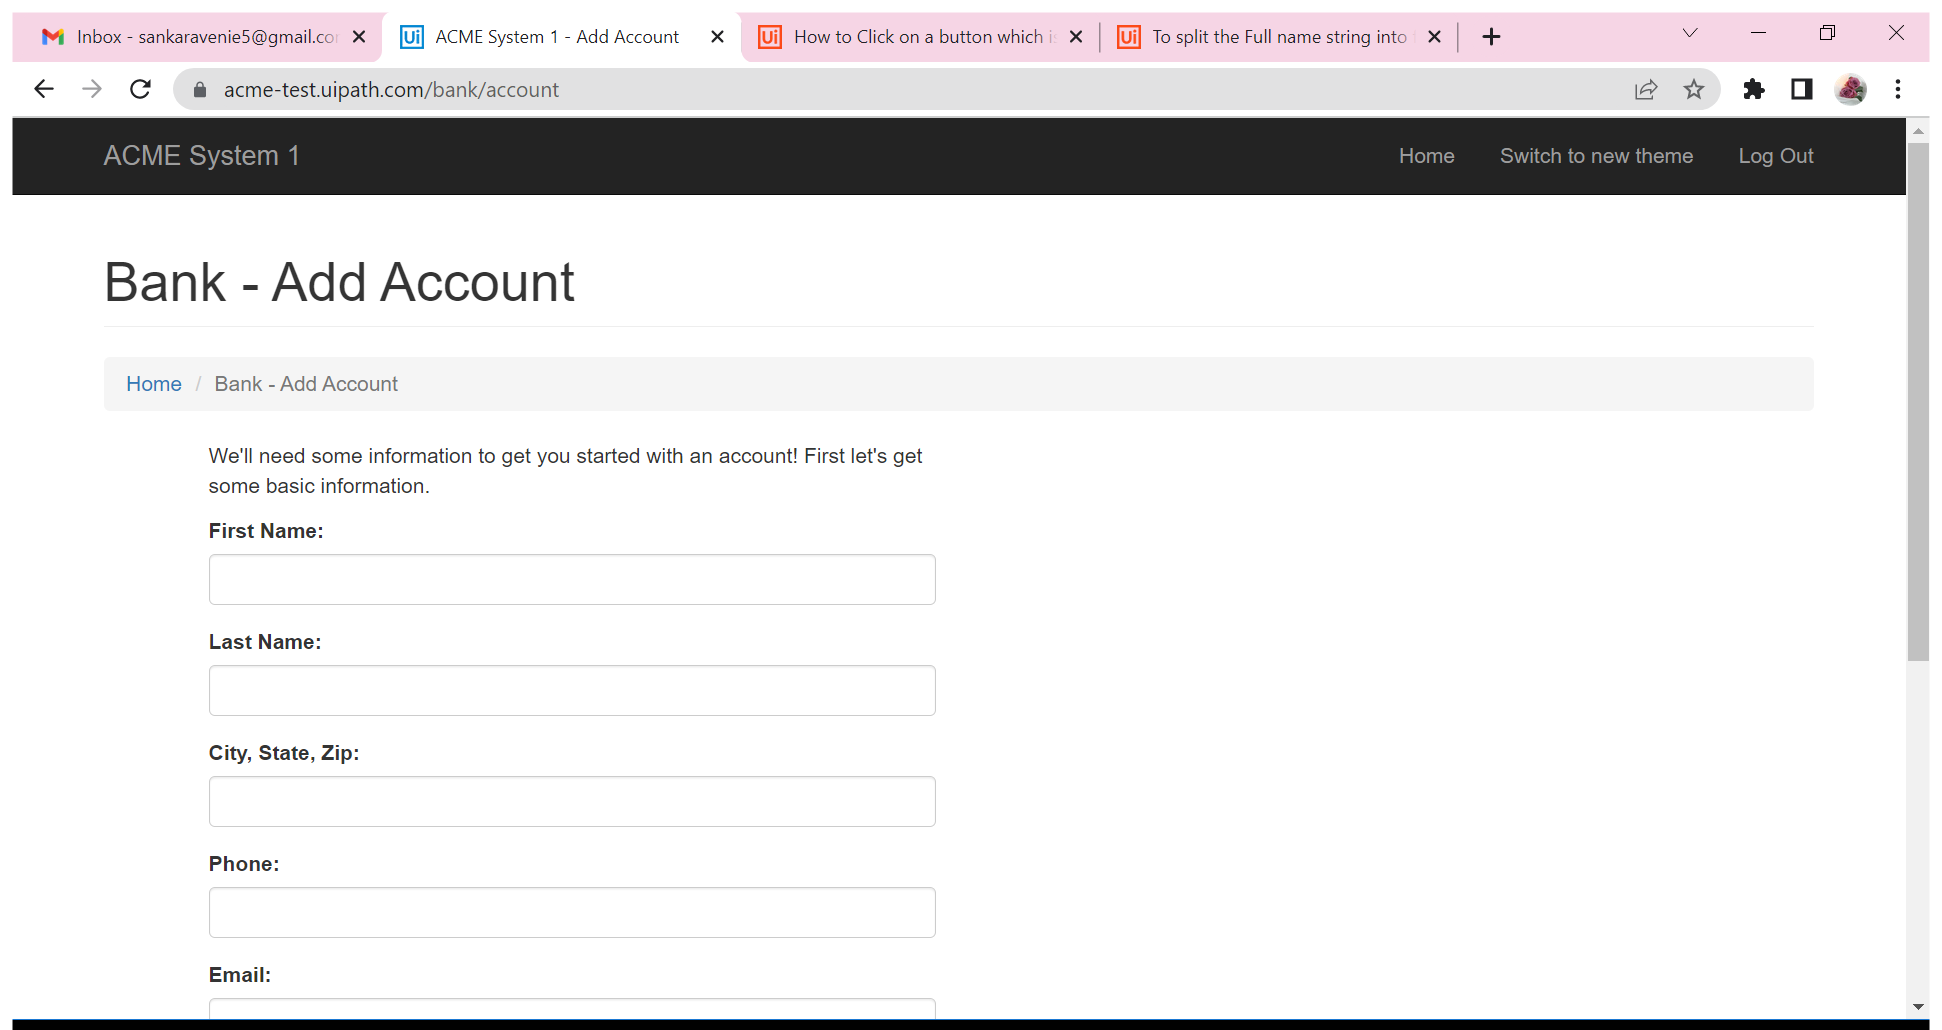 Inbox - sankaravenie5@gmail.co
ACME System 1 - Add Account
How to Click on a button which
To split the Full name string into
acme-test.uipath.com/bank/account
ACME System 1
Home
Switch to new theme
Log Out
Bank - Add Account
Home / Bank - Add Account
We'll need some information to get you started with an account! First let's get
some basic information.
First Name:
Last Name:
City, State, Zip:
Phone:
Email: